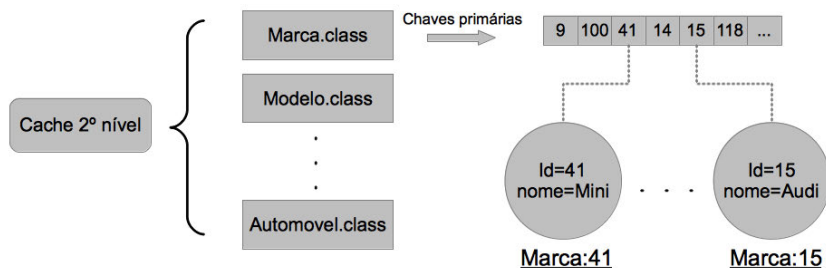 Cache 2º nível
Marca.class
Modelo.class
Automovel.class
Chaves primárias
9 100 41 14 15 118 ...
Id=41
nome=Mini
Marca:41
. . .
Id=15
nome=Audi
Marca:15